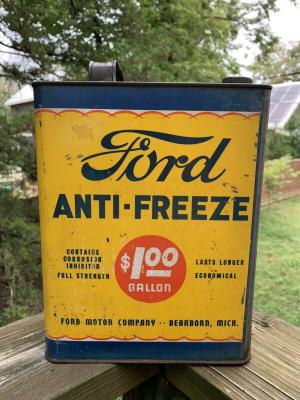 Ford
ANTI-FREEZE
CONTAINS
CORROSION
INHIBITOR
FULL STRENGTH
$1.00
GALLON
LASTS LONGER
ECONOMICAL
FORD MOTOR COMPANY -- DEARBORN, MICH.